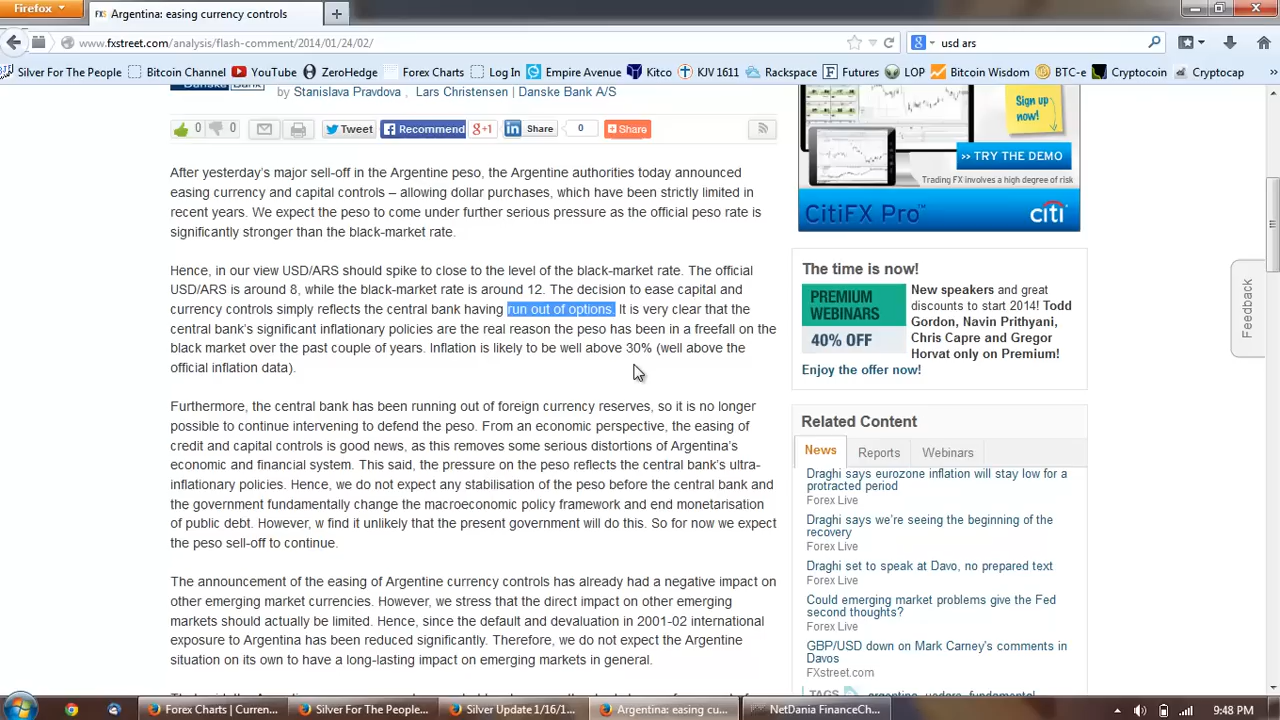 Firefox
FXS Argentina: easing currency controls
www.fxstreet.com/analysis/flash-comment/2014/01/24/02/
usd ars
Silver For The People
Bitcoin Channel
YouTube
ZeroHedge
Forex Charts
Log In
Empire Avenue
Kitco
KJV 1611
Rackspace
Futures
LOP
Bitcoin Wisdom
BTC-e
Cryptocoin
Cryptocap
»
Danske Bank
by Stanislava Pravdova , Lars Christensen | Danske Bank A/S
0
0
Tweet
Recommend
g+1
Share
0
Share
After yesterday's major sell-off in the Argentine peso, the Argentine authorities today announced
easing currency and capital controls – allowing dollar purchases, which have been strictly limited in
recent years. We expect the peso to come under further serious pressure as the official peso rate is
significantly stronger than the black-market rate.
Hence, in our view USD/ARS should spike to close to the level of the black-market rate. The official
USD/ARS is around 8, while the black-market rate is around 12. The decision to ease capital and
currency controls simply reflects the central bank having run out of options. It is very clear that the
central bank's significant inflationary policies are the real reason the peso has been in a freefall on the
black market over the past couple of years. Inflation is likely to be well above 30% (well above the
official inflation data).
Furthermore, the central bank has been running out of foreign currency reserves, so it is no longer
possible to continue intervening to defend the peso. From an economic perspective, the easing of
credit and capital controls is good news, as this removes some serious distortions of Argentina's
economic and financial system. This said, the pressure on the peso reflects the central bank's ultra-
inflationary policies. Hence, we do not expect any stabilisation of the peso before the central bank and
the government fundamentally change the macroeconomic policy framework and end monetarisation
of public debt. However, w find it unlikely that the present government will do this. So for now we expect
the peso sell-off to continue.
The announcement of the easing of Argentine currency controls has already had a negative impact on
other emerging market currencies. However, we stress that the direct impact on other emerging
markets should actually be limited. Hence, since the default and devaluation in 2001-02 international
exposure to Argentina has been reduced significantly. Therefore, we do not expect the Argentine
situation on its own to have a long-lasting impact on emerging markets in general.
Sign up
now!
>> TRY THE DEMO
Trading FX involves a high degree of risk
CitiFX Pro™
citi
The time is now!
PREMIUM
WEBINARS
40% OFF
New speakers and great
discounts to start 2014! Todd
Gordon, Navin Prithyani,
Chris Capre and Gregor
Horvat only on Premium!
Enjoy the offer now!
Related Content
News
Reports
Webinars
Draghi says eurozone inflation will stay low for a
protracted period
Forex Live
Draghi says we're seeing the beginning of the
recovery
Forex Live
Draghi set to speak at Davo, no prepared text
Forex Live
Could emerging market problems give the Fed
second thoughts?
Forex Live
GBP/USD down on Mark Carney's comments in
Davos
FXstreet.com
TAGS
Feedback
Forex Charts | Curren...
Silver For The People...
Silver Update 1/16/1...
Argentina: easing cu...
NetDania FinanceCh...
9:48 PM